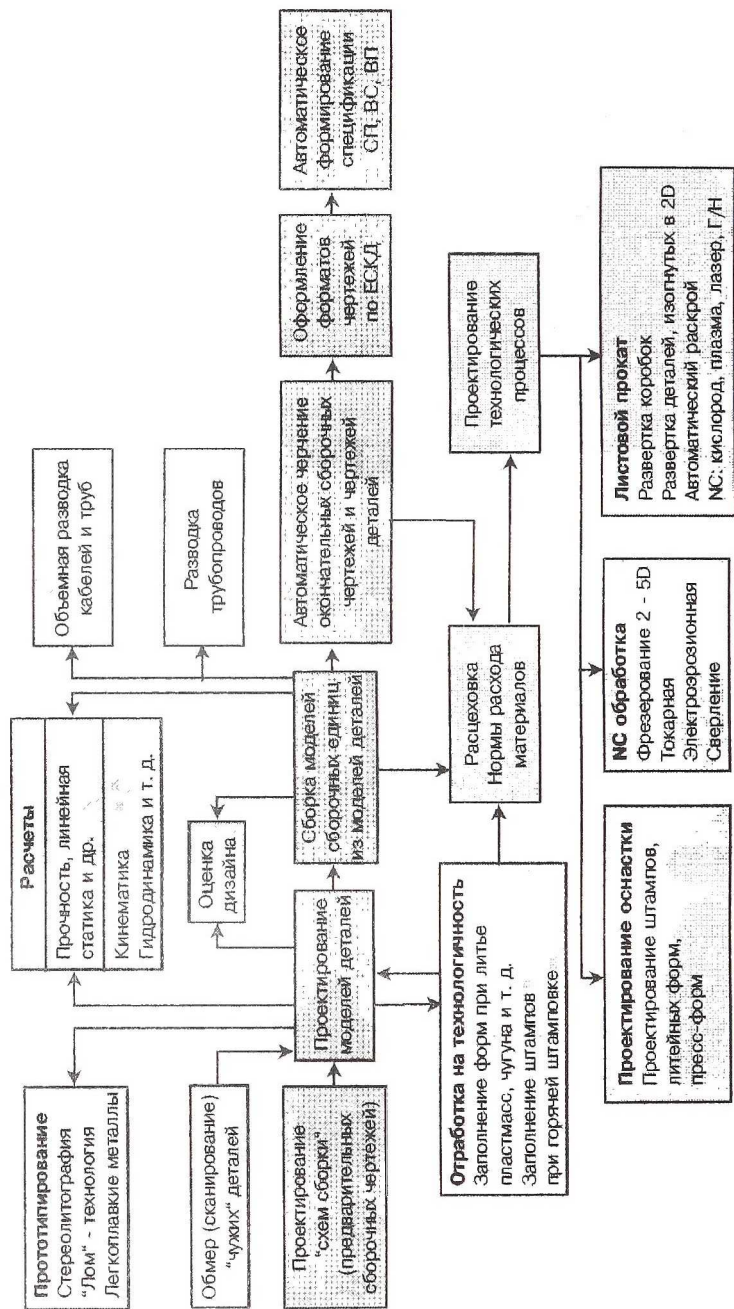 Прототипирование
Стереолитография
"Лом" - технология
Легкоплавкие металлы
Расчеты
Прочность, линейная
статика и др.
Кинематика
Гидродинамика и т. д.
Объемная разводка
кабелей и труб
Обмер (сканирование)
"чужих" деталей
Оценка
дизайна
Разводка
трубопроводов
Проектирование
"схем сборки"
(предварительных
сборочных чертежей)
Проектирование
моделей деталей
Сборка моделей
сборочных единиц
из моделей деталей
Автоматическое черчение
окончательных сборочных
чертежей и чертежей
деталей
Оформление
форматов
чертежей
по ЕСКД
Автоматическое
формирование
спецификации
СП, ВС, ВП
Отработка на технологичность
Заполнение форм при литье
пластмасс, чугуна и т. д.
Заполнение штампов
при горячей штамповке
Расцеховка
Нормы расхода
материалов
Проектирование
технологических
процессов
Проектирование оснастки
Проектирование штампов,
литейных форм,
пресс-форм
NC обработка
Фрезерование 2 - 5D
Токарная
Электроэрозионная
Сверление
Листовой прокат
Развертка коробок
Развертка деталей, изогнутых в 2D
Автоматический раскрой
NC: кислород, плазма, лазер, Г/Н